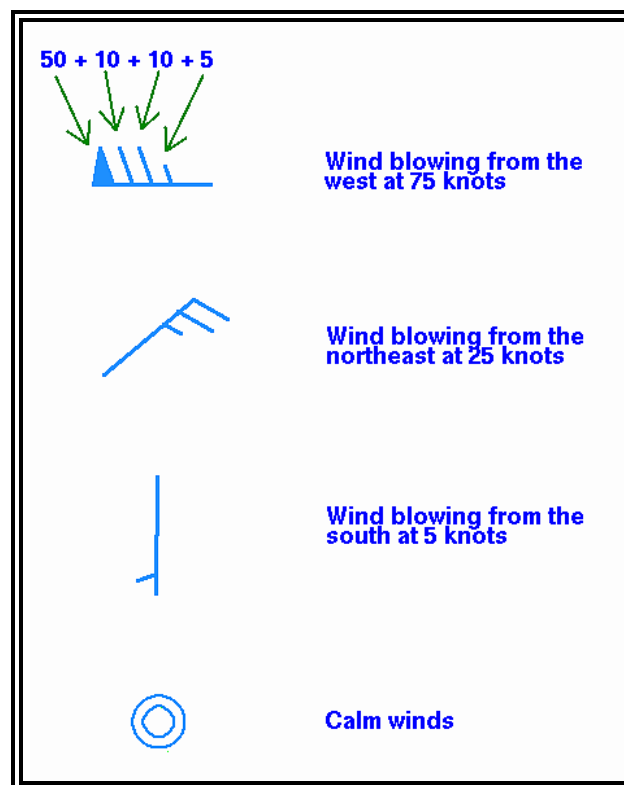 50 + 10 + 10 + 5
Wind blowing from the
west at 75 knots
Wind blowing from the
northeast at 25 knots
Wind blowing from the
south at 5 knots
Calm winds